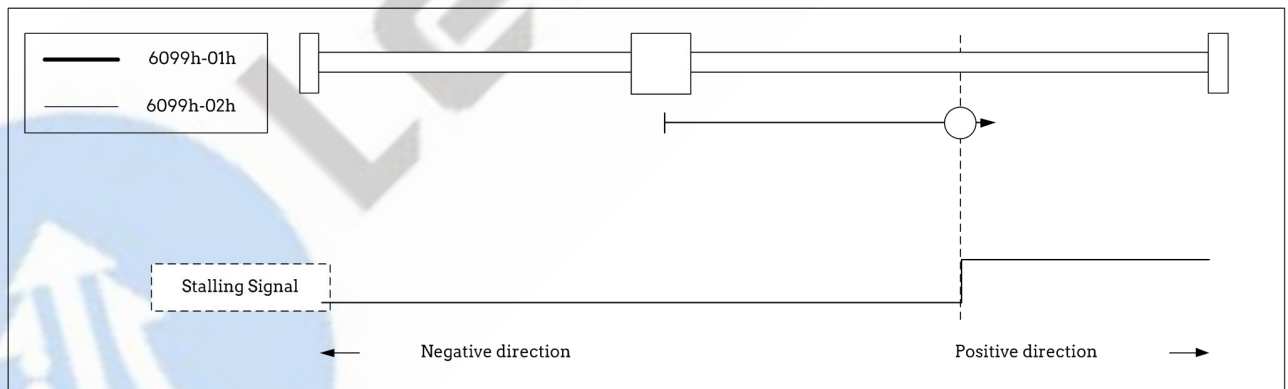 6099h-01h
6099h-02h
Stalling Signal
Negative direction
Positive direction